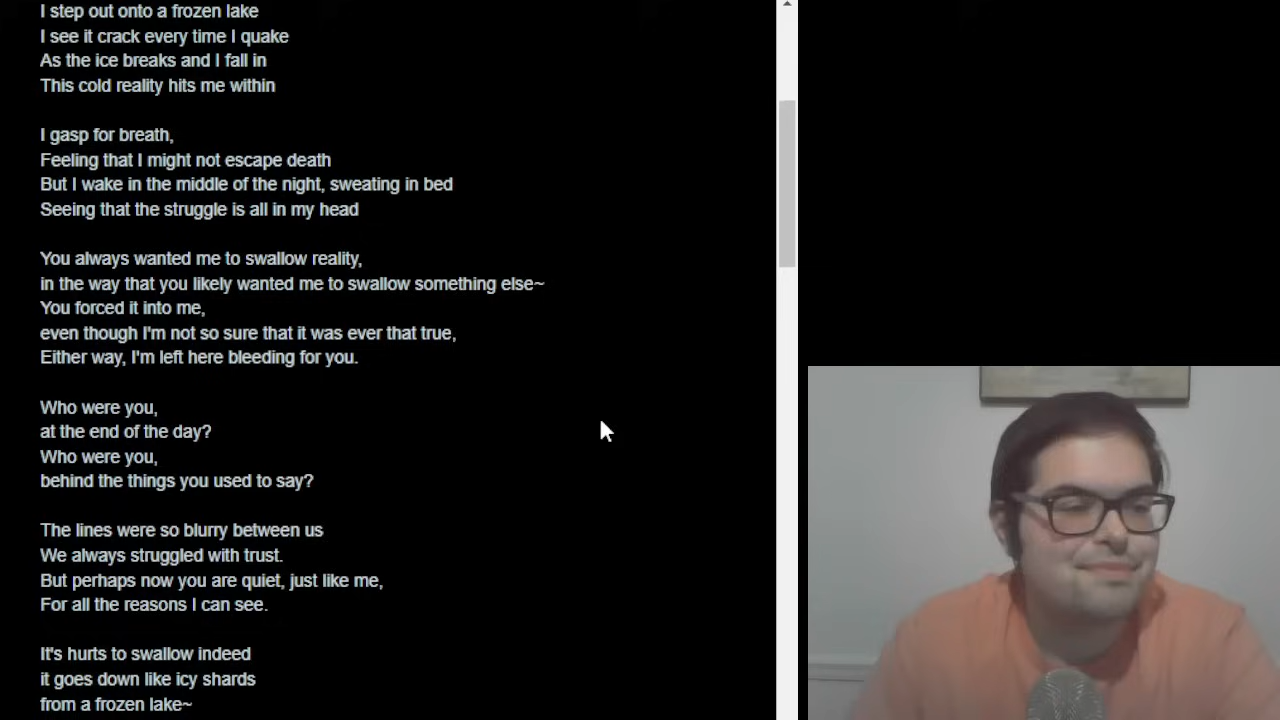 I step out onto a frozen lake
I see it crack every time I quake
As the ice breaks and I fall in
This cold reality hits me within
I gasp for breath,
Feeling that I might not escape death
But I wake in the middle of the night, sweating in bed
Seeing that the struggle is all in my head
You always wanted me to swallow reality,
in the way that you likely wanted me to swallow something else~
You forced it into me,
even though I'm not so sure that it was ever that true,
Either way, I'm left here bleeding for you.
Who were you,
at the end of the day?
Who were you,
behind the things you used to say?
The lines were so blurry between us
We always struggled with trust.
But perhaps now you are quiet, just like me,
For all the reasons I can see.
It's hurts to swallow indeed
it goes down like icy shards
from a frozen lake~